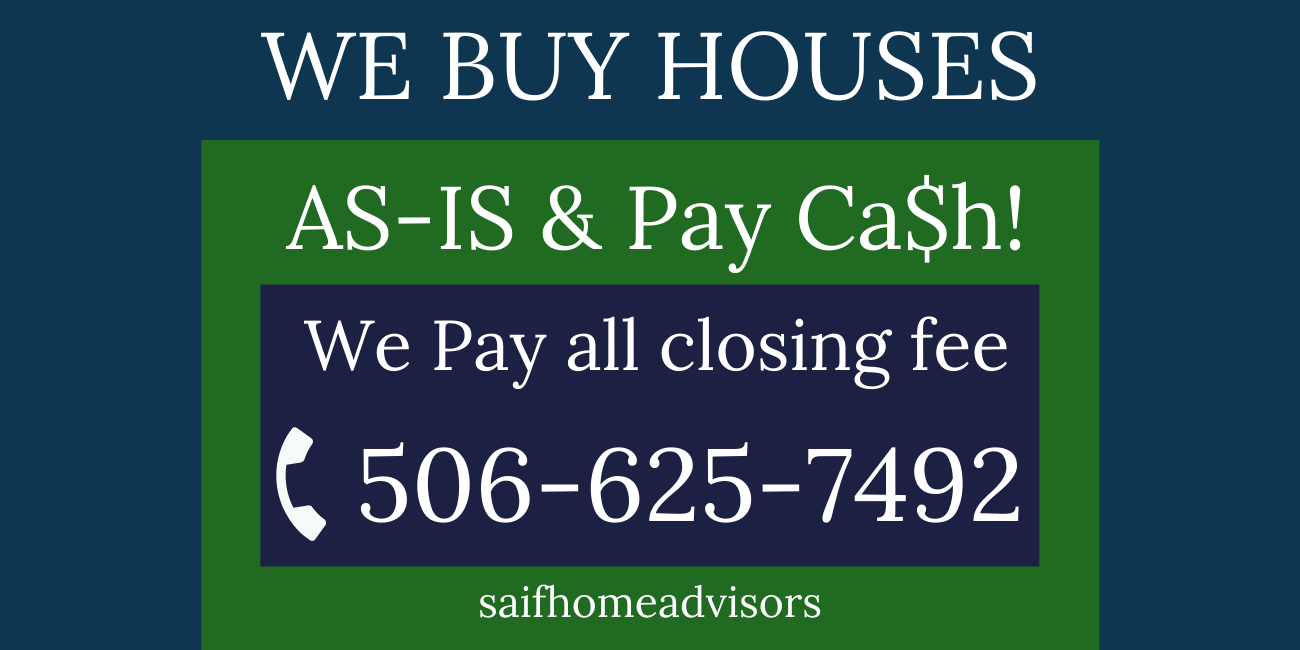 WE BUY HOUSES
AS-IS & Pay Ca$h!
We Pay all closing fee
506-625-7492
saifhomeadvisors